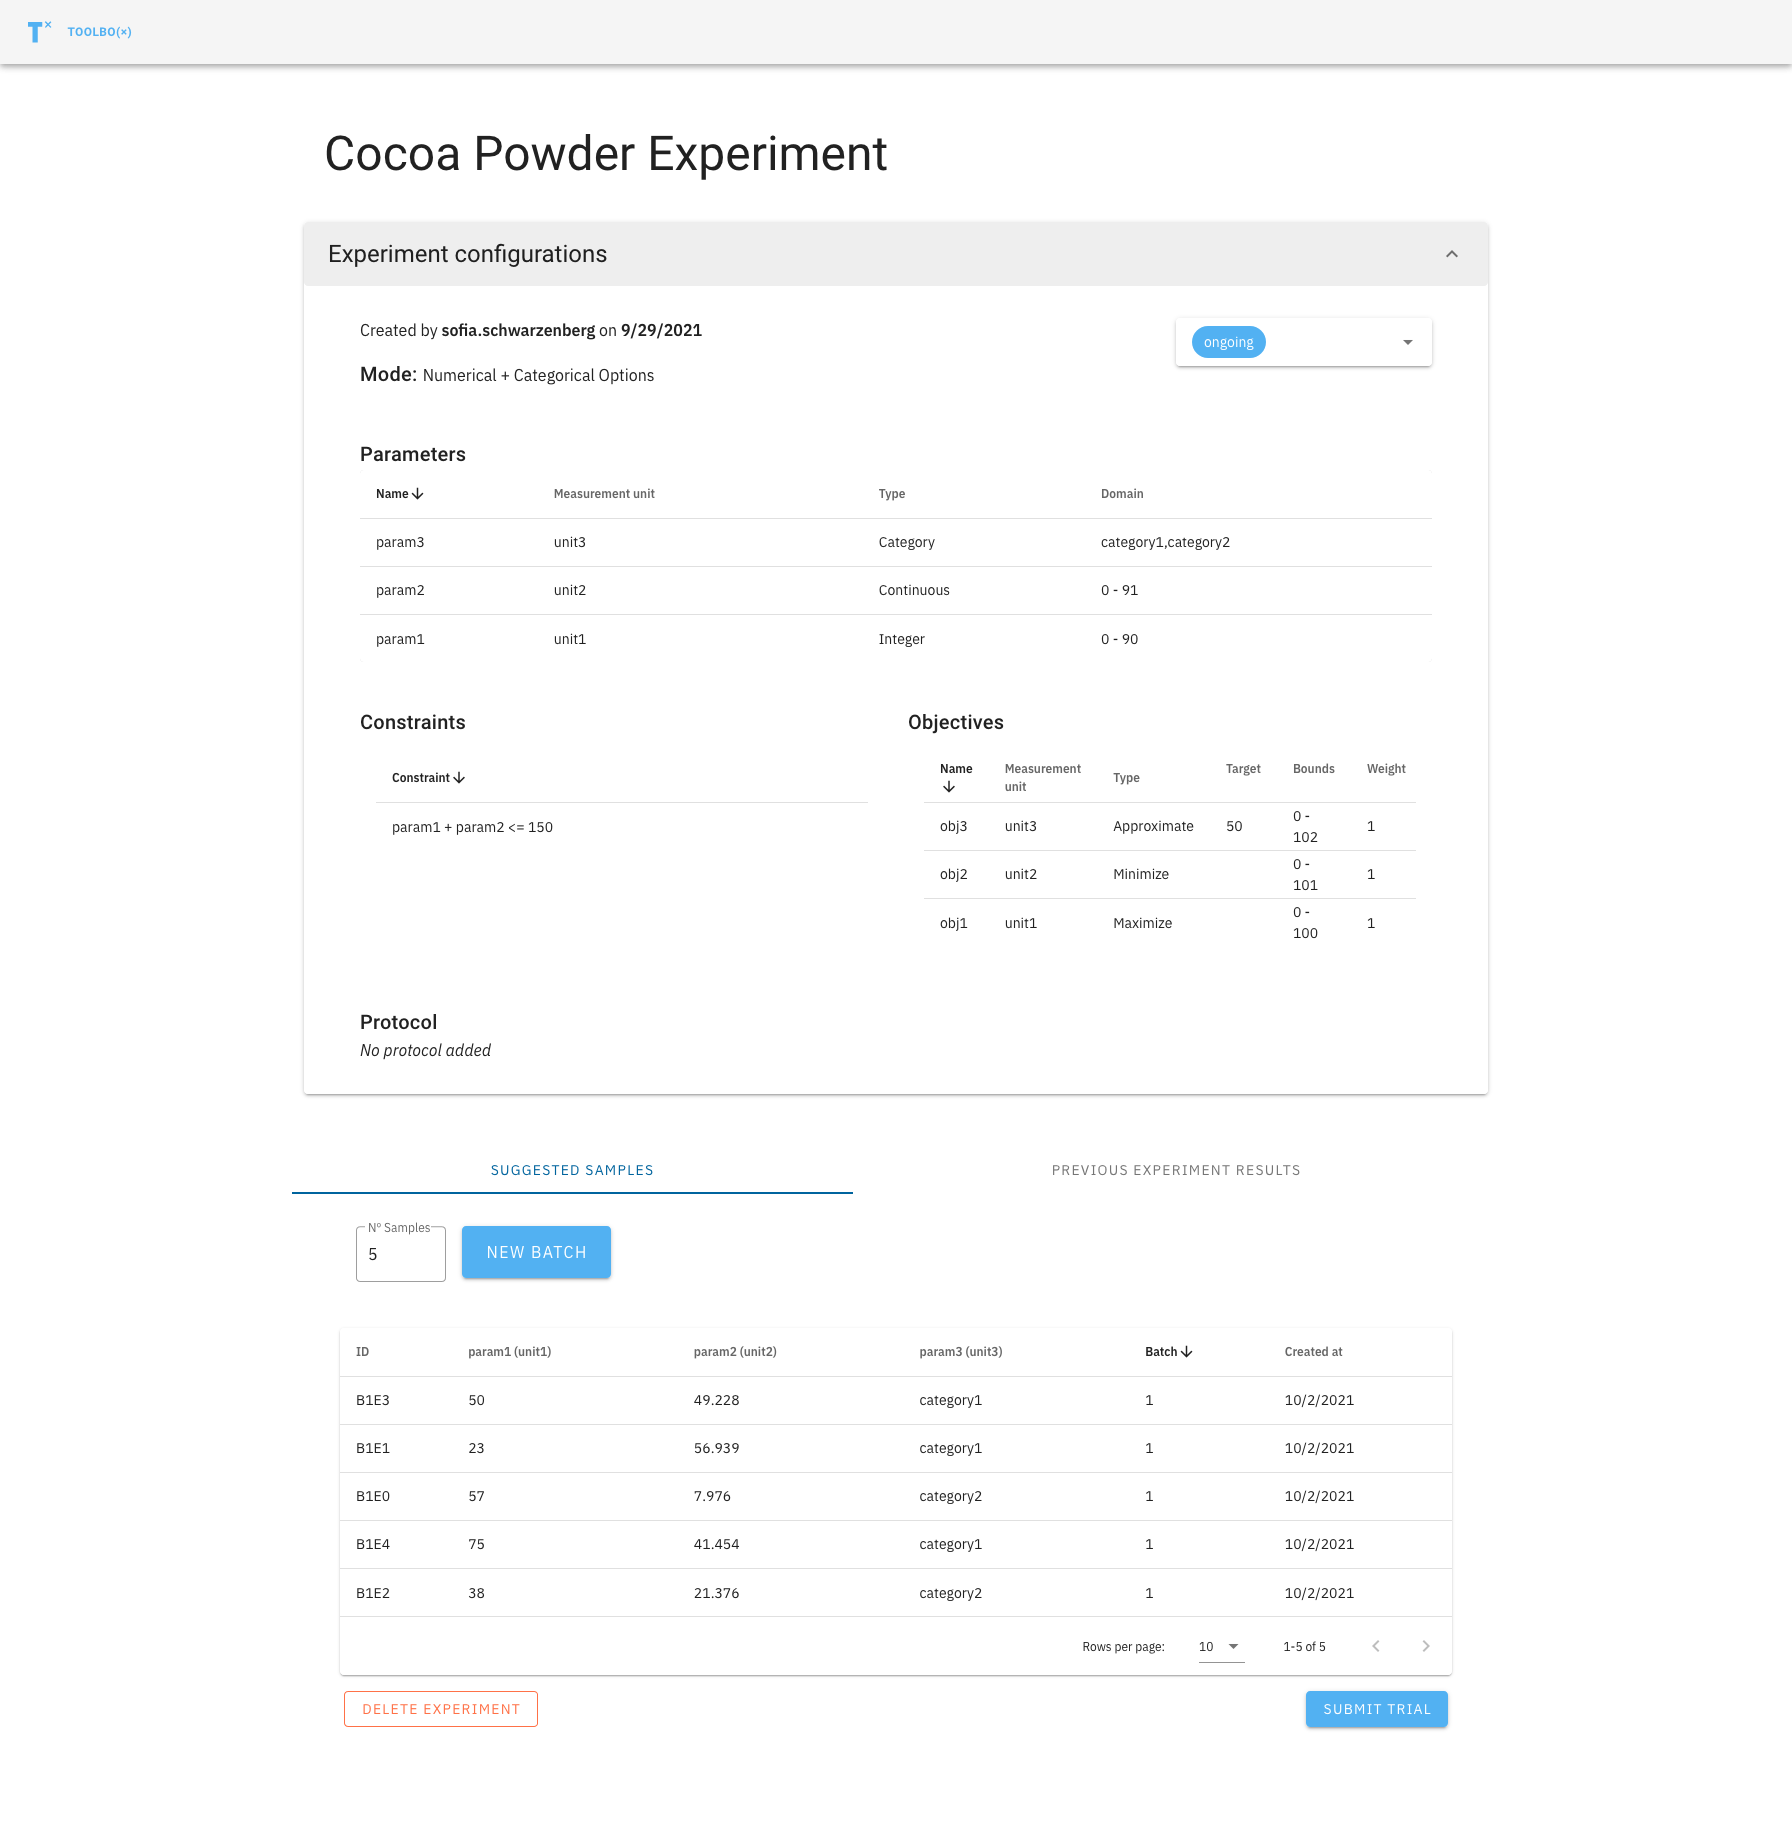 T× TOOLBO(×)
Cocoa Powder Experiment
Experiment configurations
Created by sofia.schwarzenberg on 9/29/2021
ongoing
Mode: Numerical + Categorical Options
Parameters
Name Measurement unit Type Domain
param3 unit3 Category category1,category2
param2 unit2 Continuous 0 - 91
param1 unit1 Integer 0 - 90
Constraints
Constraint
param1 + param2 <= 150
Objectives
Name Measurement unit Type Target Bounds Weight
obj3 unit3 Approximate 50 0 - 102 1
obj2 unit2 Minimize 0 - 101 1
obj1 unit1 Maximize 0 - 100 1
Protocol
No protocol added
SUGGESTED SAMPLES PREVIOUS EXPERIMENT RESULTS
Nº Samples
5 NEW BATCH
ID param1 (unit1) param2 (unit2) param3 (unit3) Batch Created at
B1E3 50 49.228 category1 1 10/2/2021
B1E1 23 56.939 category1 1 10/2/2021
B1E0 57 7.976 category2 1 10/2/2021
B1E4 75 41.454 category1 1 10/2/2021
B1E2 38 21.376 category2 1 10/2/2021
Rows per page: 10 1-5 of 5
DELETE EXPERIMENT SUBMIT TRIAL